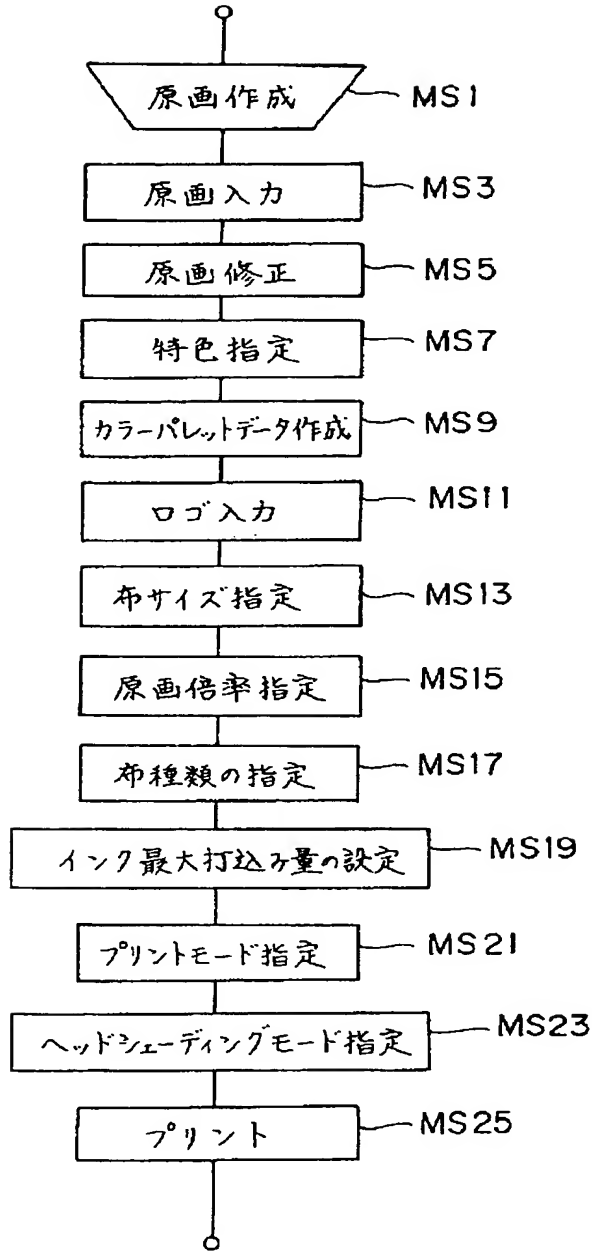 原画作成 MS1
原画入力 MS3
原画修正 MS5
特色指定 MS7
カラーパレットデータ作成 MS9
ロゴ入力 MS11
布サイズ指定 MS13
原画倍率指定 MS15
布種類の指定 MS17
インク最大打込み量の設定 MS19
プリントモード指定 MS21
ヘッドシェーディングモード指定 MS23
プリント MS25